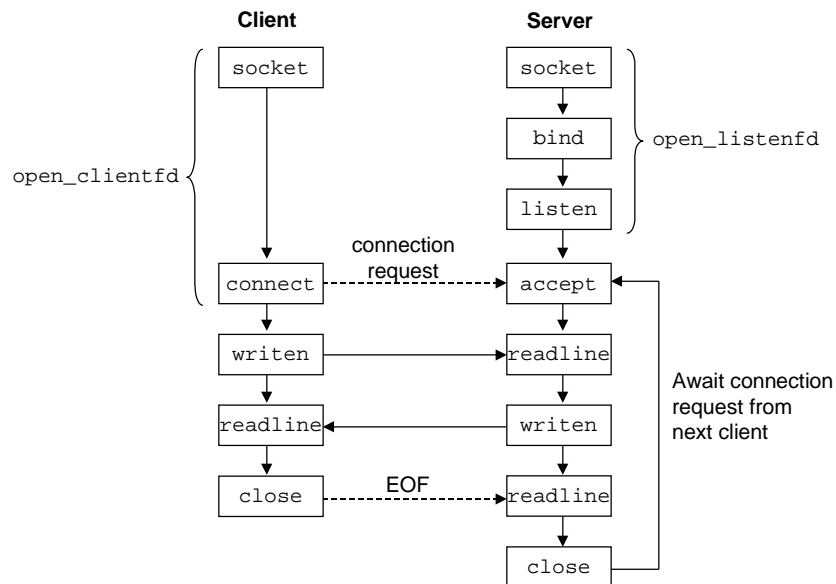 Client Server
socket socket
bind
open_listenfd
open_clientfd
listen
connection
request
connect accept
writen readline
Await connection
request from
next client
readline writen
EOF
close readline
close